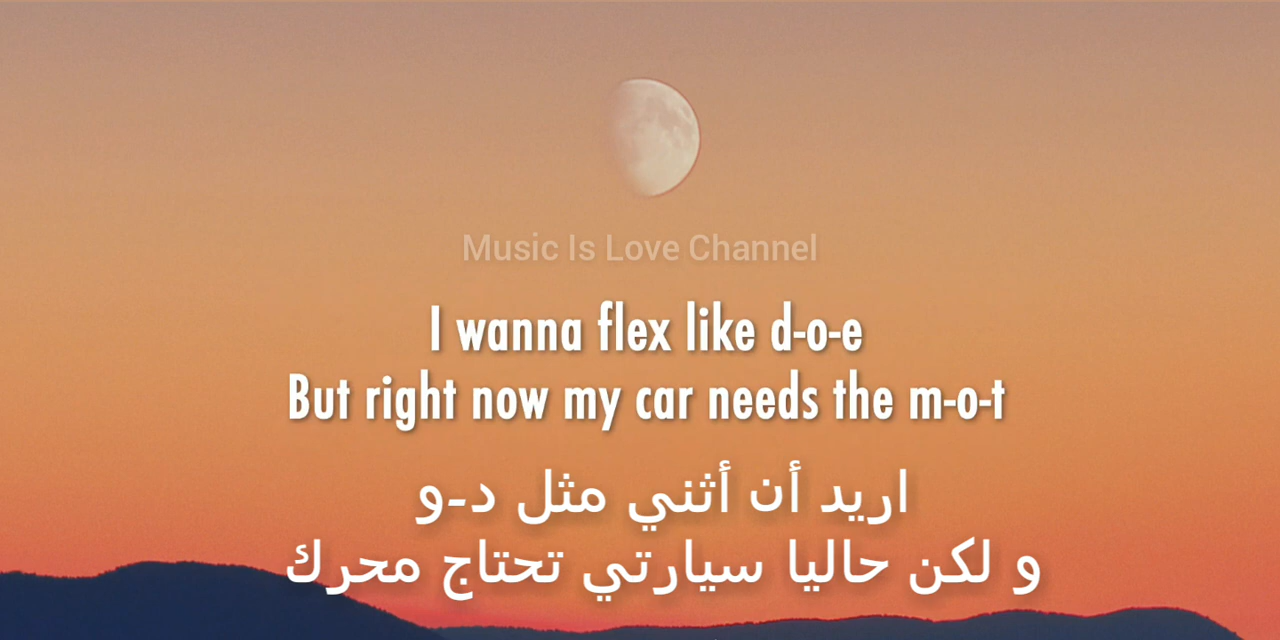 Music Is Love Channel
I wanna flex like d-o-e
But right now my car needs the m-o-t
اريد أن أثني مثل د-و
و لكن حاليا سيارتي تحتاج محرك